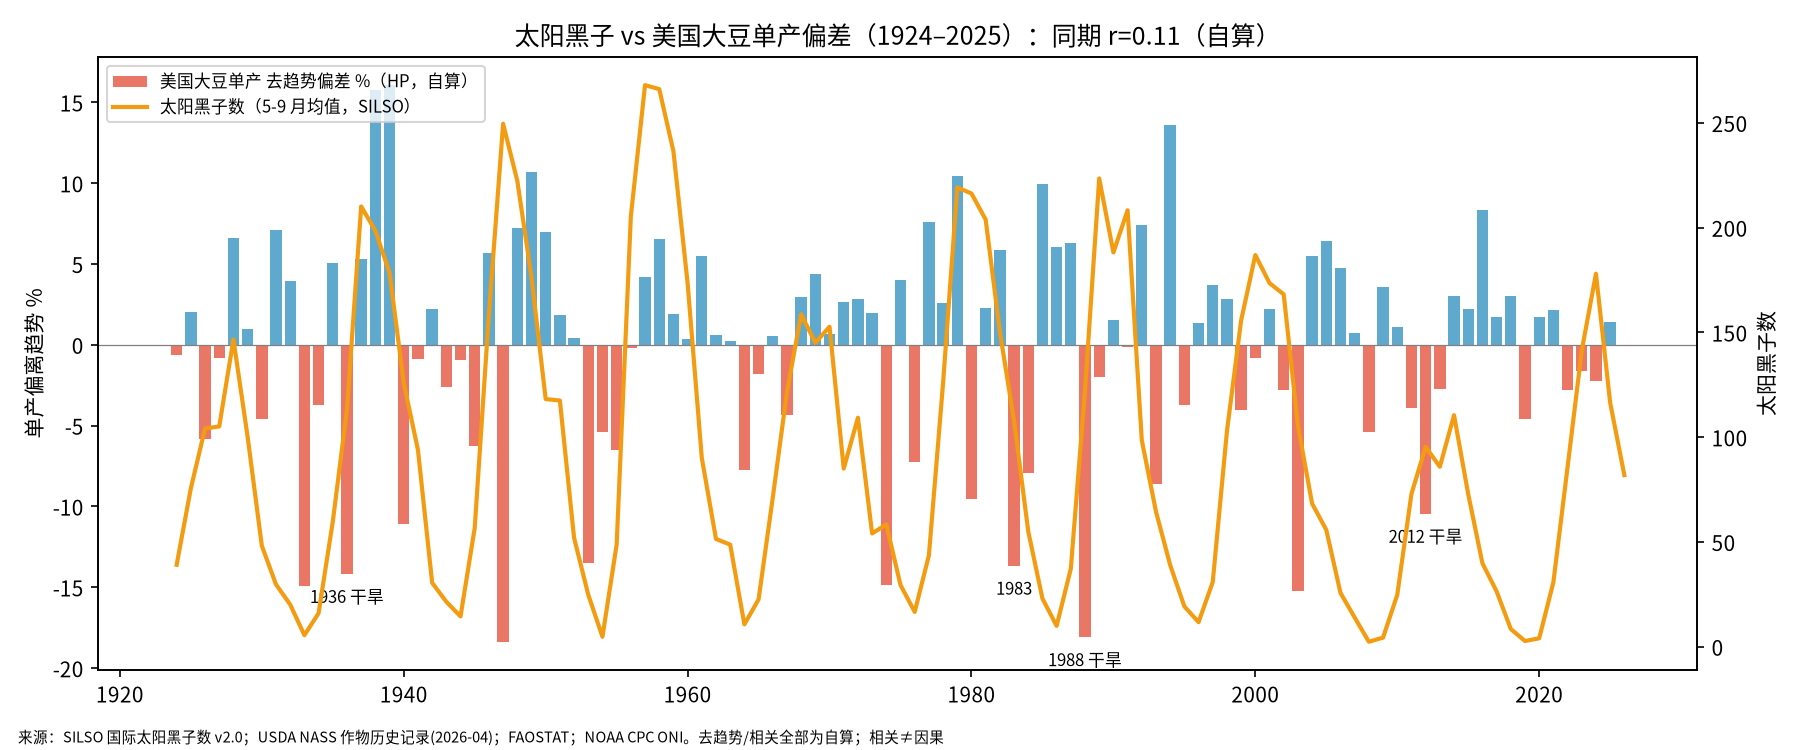 太阳黑子 vs 美国大豆单产偏差（1924–2025）：同期 r=0.11（自算）
美国大豆单产 去趋势偏差 %（HP，自算）
太阳黑子数（5-9 月均值，SILSO）
单产偏离趋势 %
15
10
5
0
-5
-10
-15
-20
250
200
150
100
50
0
太阳黑子数
1936 干旱
1983
1988 干旱
2012 干旱
1920
1940
1960
1980
2000
2020
来源：SILSO 国际太阳黑子数 v2.0；USDA NASS 作物历史记录(2026-04)；FAOSTAT；NOAA CPC ONI。去趋势/相关全部为自算；相关≠因果